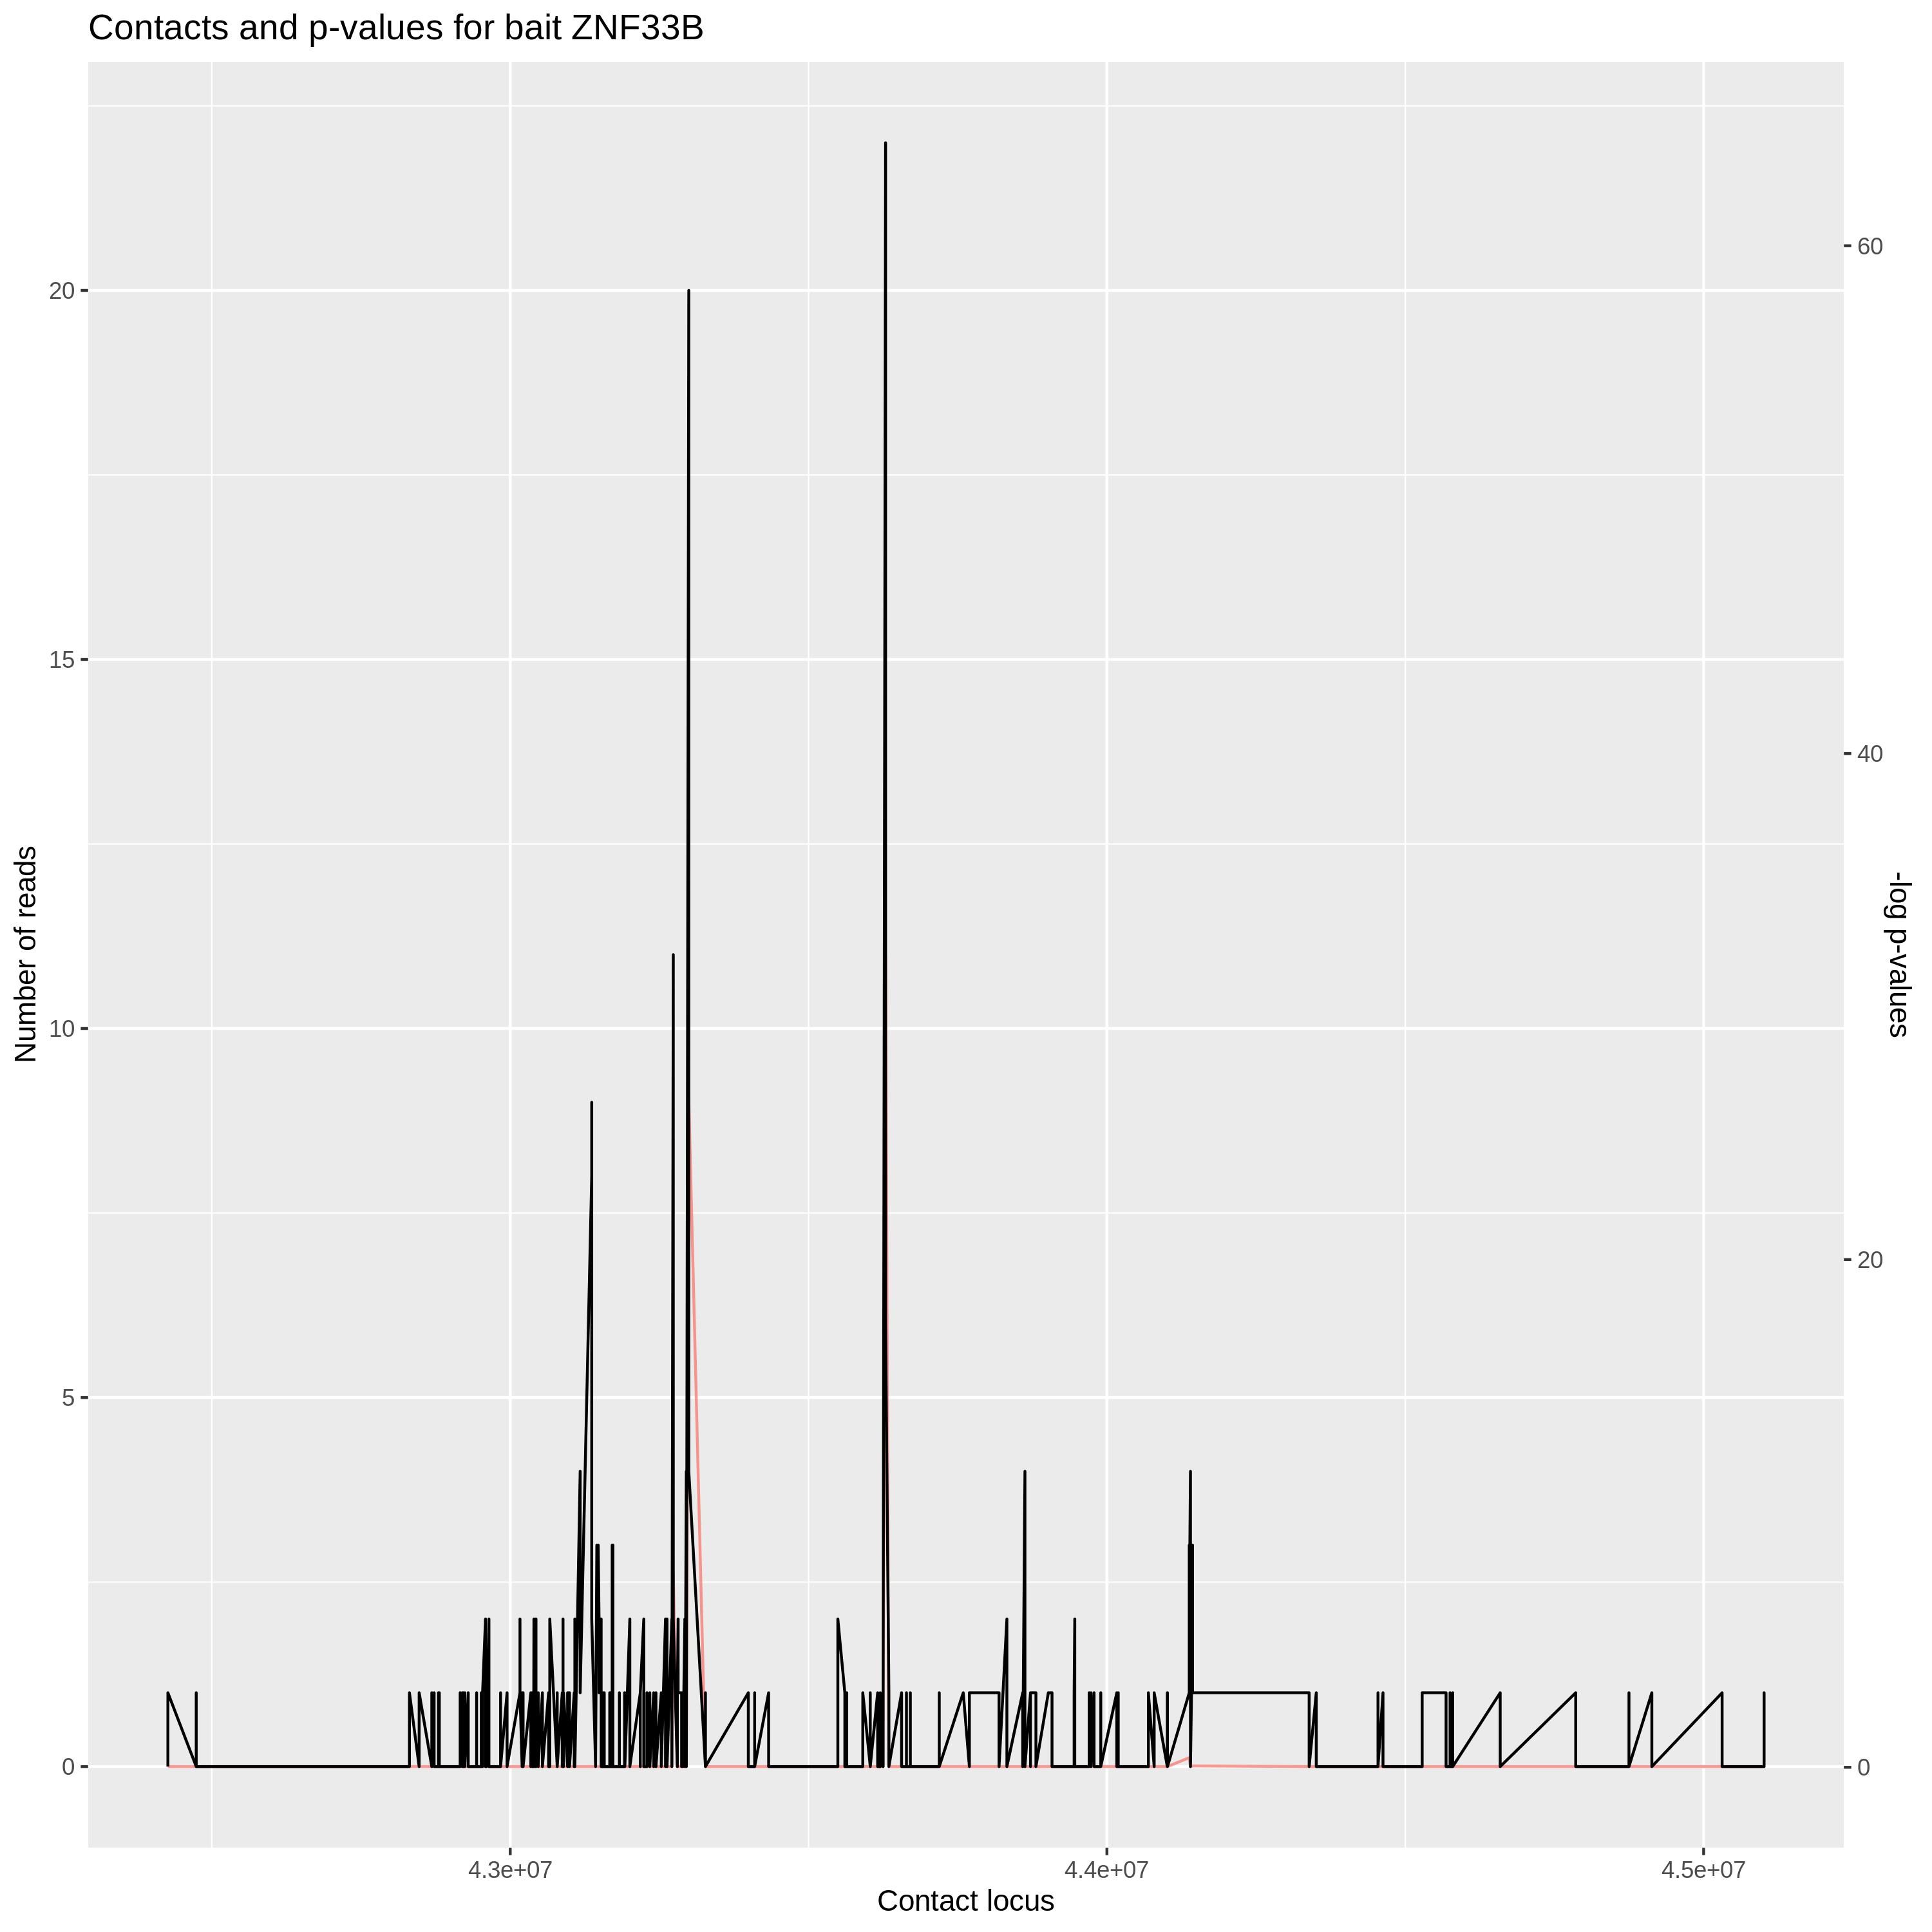 Contacts and p-values for bait ZNF33B
20
15
10
5
0
Number of reads
60
40
20
0
-log p-values
4.3e+07
4.4e+07
4.5e+07
Contact locus